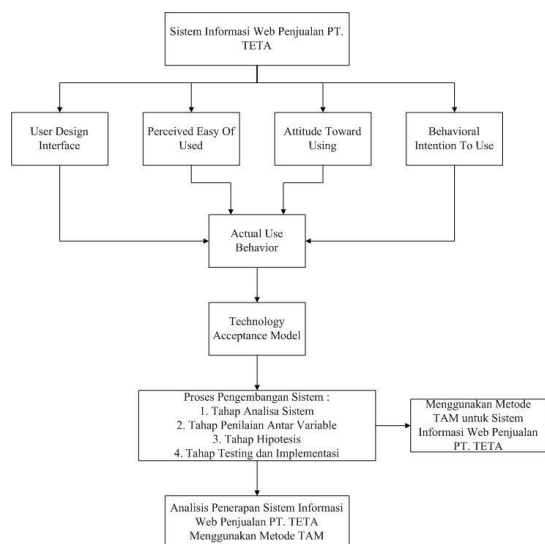 Sistem Informasi Web Penjualan PT.
TETA
User Design
Interface
Perceived Easy Of
Used
Attitude Toward
Using
Behavioral
Intention To Use
Actual Use
Behavior
Technology
Acceptance Model
Proses Pengembangan Sistem :
1. Tahap Analisa Sistem
2. Tahap Penilaian Antar Variable
3. Tahap Hipotesis
4. Tahap Testing dan Implementasi
Menggunakan Metode
TAM untuk Sistem
Informasi Web Penjualan
PT. TETA
Analisis Penerapan Sistem Informasi
Web Penjualan PT. TETA
Menggunakan Metode TAM